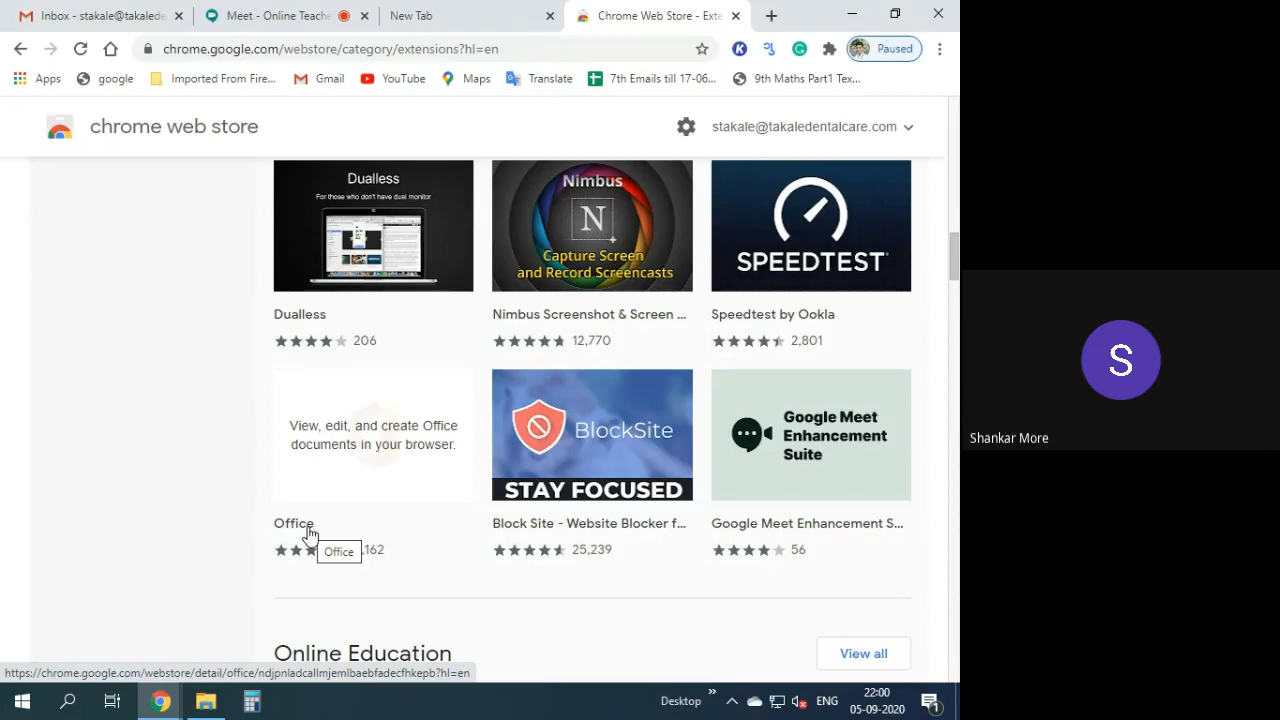 Inbox - stakale@takalede
Meet - Online Teache
New Tab
Chrome Web Store - Exte
chrome.google.com/webstore/category/extensions?hl=en
Paused
Apps
google
Imported From Fire...
Gmail
YouTube
Maps
Translate
7th Emails till 17-06...
9th Maths Part1 Tex...
chrome web store
stakale@takaledentalcare.com
Dualless
For those who don't have dual monitor
Nimbus
N
Capture Screen
and Record Screencasts
SPEEDTEST
Dualless
Nimbus Screenshot & Screen ...
Speedtest by Ookla
206
12,770
2,801
View, edit, and create Office
documents in your browser.
BlockSite
STAY FOCUSED
Google Meet
Enhancement
Suite
Office
Block Site - Website Blocker f...
Google Meet Enhancement S...
,162
25,239
56
Office
Online Education
View all
https://chrome.google.com/webstore/detail/office/ndjpnladcallmjemlbaebfadecfhkepb?hl=en
Desktop
ENG
22:00
05-09-2020
1
S
Shankar More